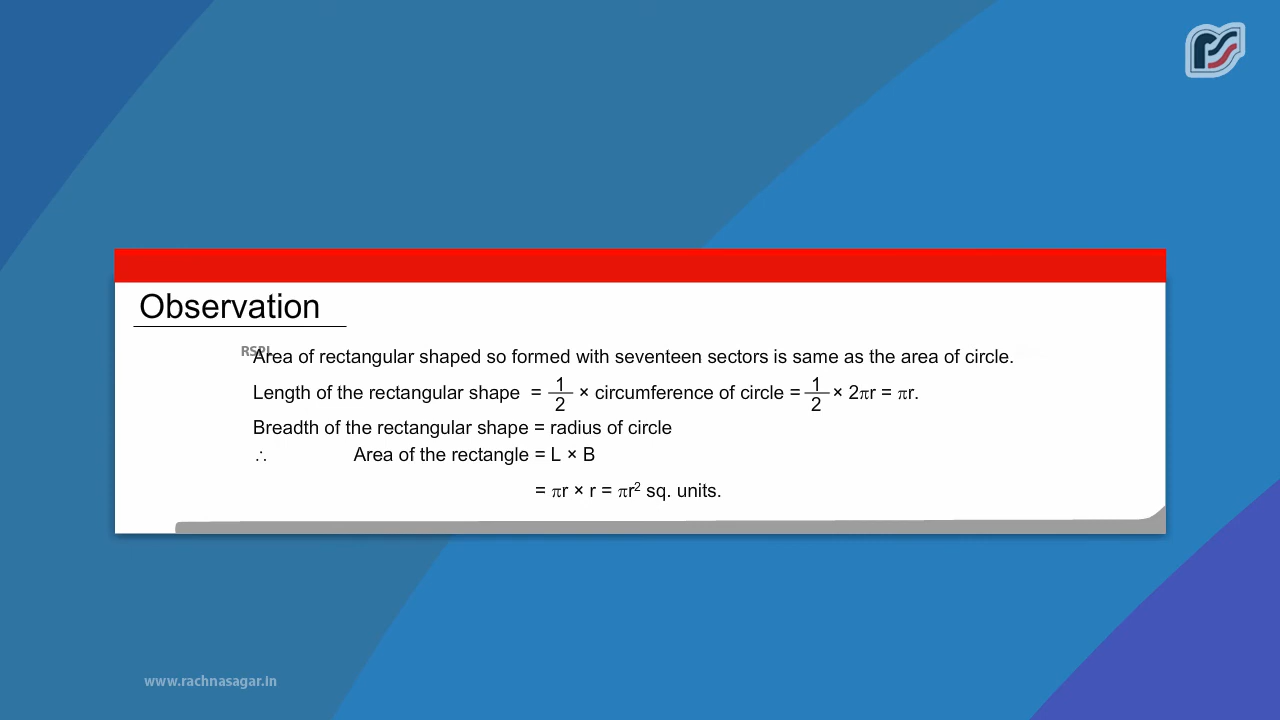 Observation
RSPL
Area of rectangular shaped so formed with seventeen sectors is same as the area of circle.
Length of the rectangular shape = 1/2 × circumference of circle = 1/2 × 2πr = πr.
Breadth of the rectangular shape = radius of circle
∴ Area of the rectangle = L × B
= πr × r = πr² sq. units.
www.rachnasagar.in